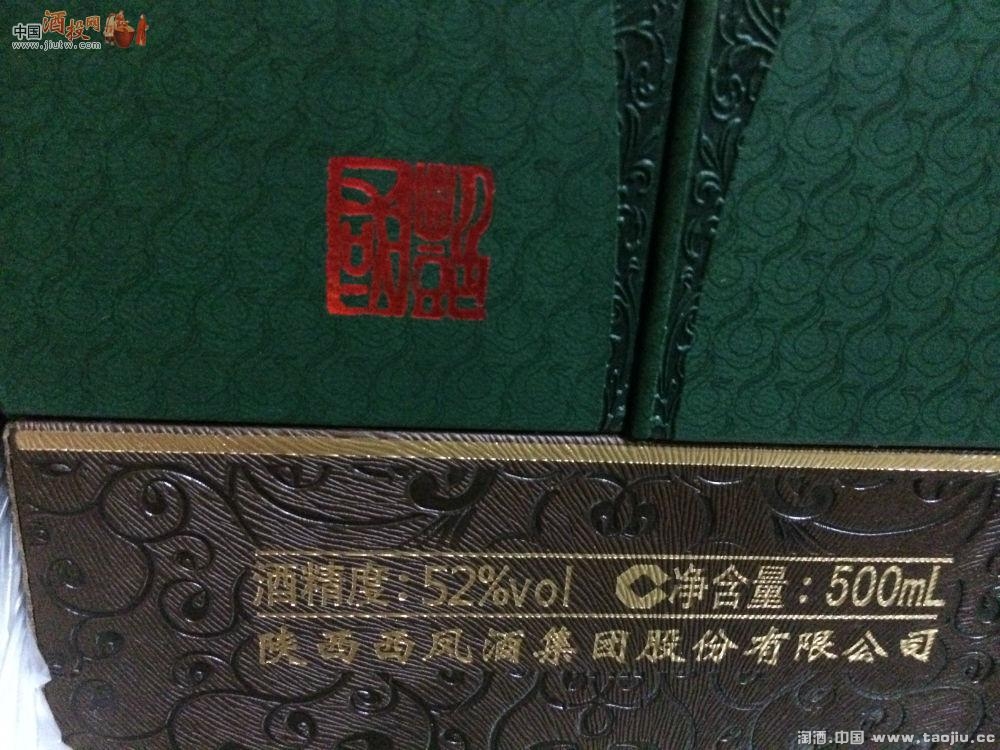 中国酒投网
www.jiutw.com
酒精度:52%vol 净含量:500mL
陕西西凤酒集团股份有限公司
淘酒.中国 www.taojiu.cc